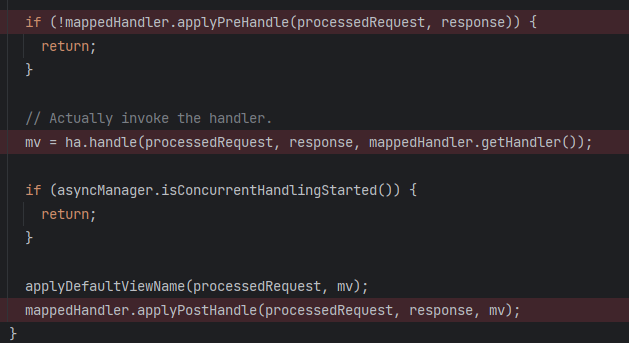 if (!mappedHandler.applyPreHandle(processedRequest, response)) {
return;
}
// Actually invoke the handler.
mv = ha.handle(processedRequest, response, mappedHandler.getHandler());
if (asyncManager.isConcurrentHandlingStarted()) {
return;
}
applyDefaultViewName(processedRequest, mv);
mappedHandler.applyPostHandle(processedRequest, response, mv);
}